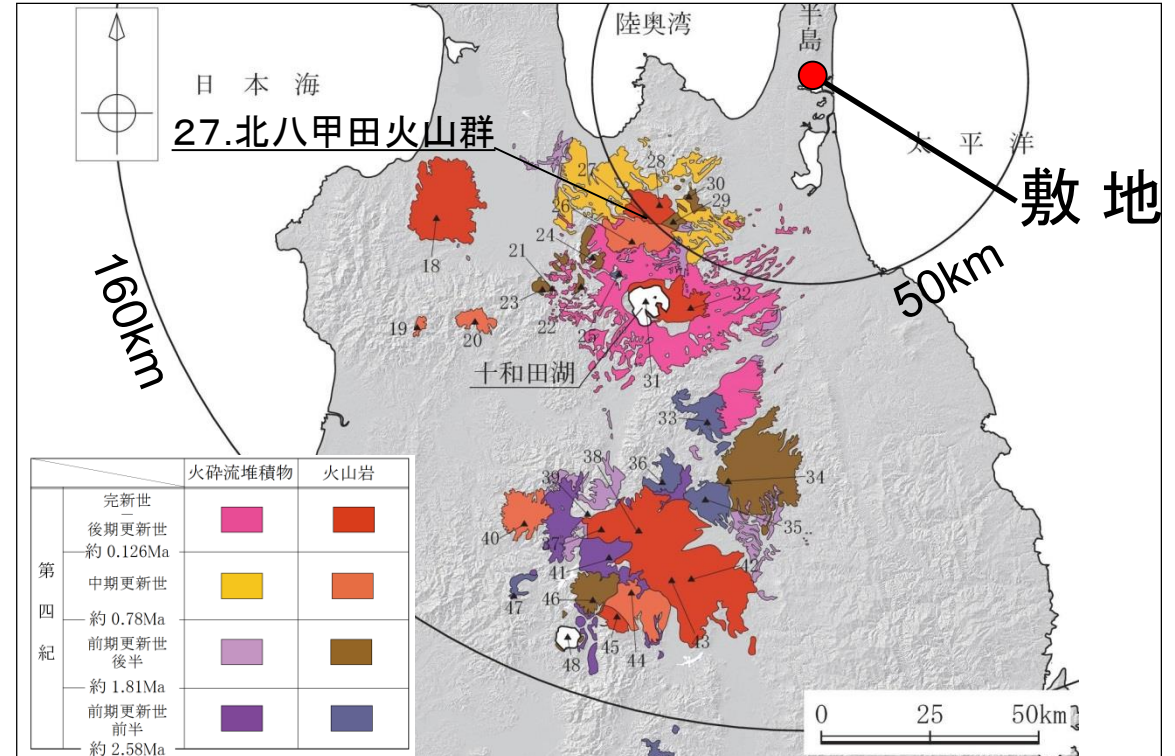 陸奥湾
半島
日本海
27.北八甲田火山群
太平洋
敷地
27
28
30
29
26
24
18
21
23
22
25
32
19
20
31
十和田湖
160km
50km
33
38
36
34
39
35
40
37
41
42
47
46
45
44
43
48
火砕流堆積物 火山岩
第四紀
完新世
―
後期更新世
約 0.126Ma
中期更新世
約 0.78Ma
前期更新世
後半
約 1.81Ma
前期更新世
前半
約 2.58Ma
0 25 50km